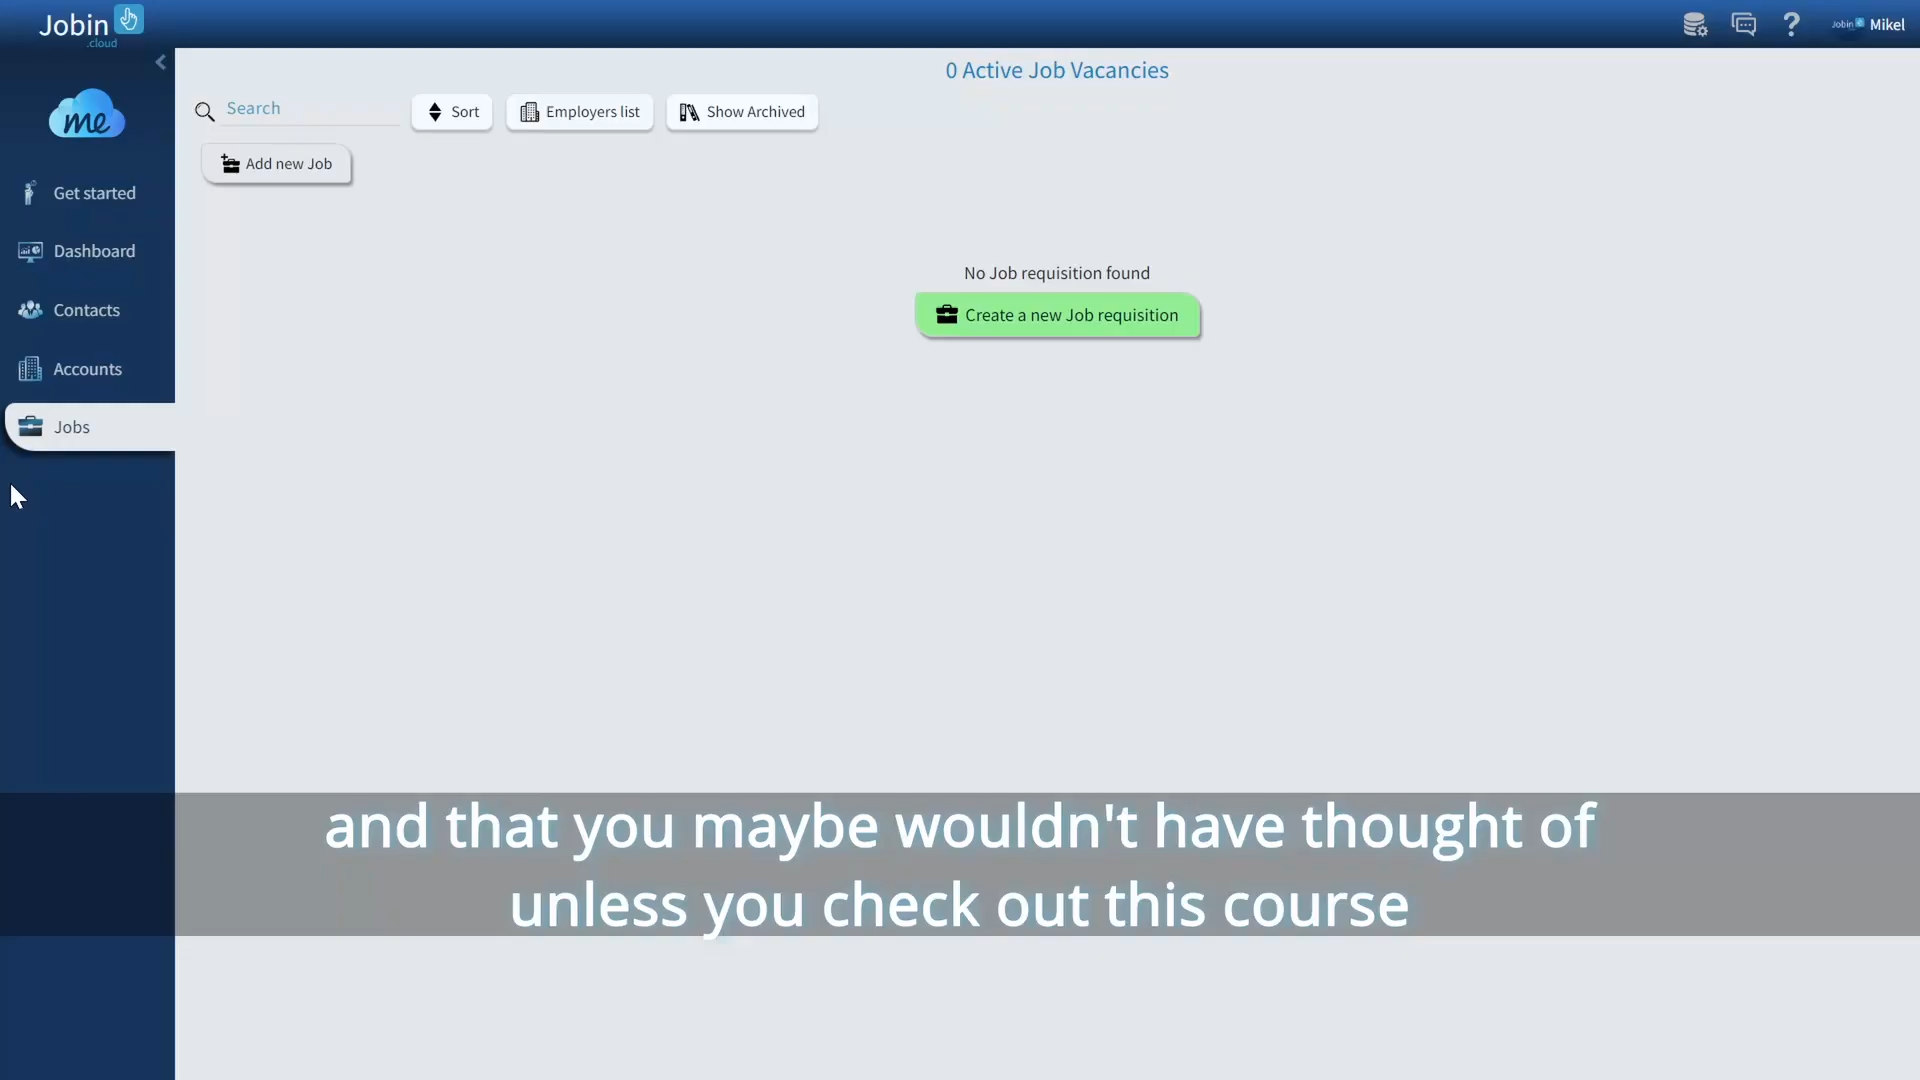 Jobin
.cloud
Jobin
Mikel
me
Get started
Dashboard
Contacts
Accounts
Jobs
0 Active Job Vacancies
Search
Sort
Employers list
Show Archived
Add new Job
No Job requisition found
Create a new Job requisition
and that you maybe wouldn't have thought of
unless you check out this course